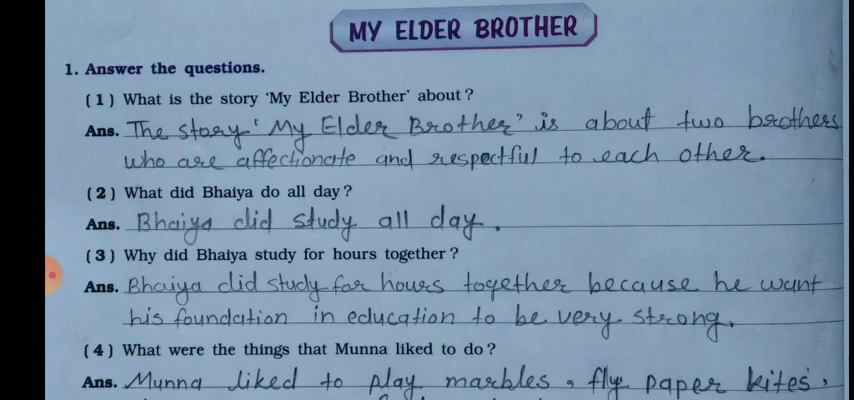 MY ELDER BROTHER
1. Answer the questions.
(1) What is the story 'My Elder Brother' about?
Ans. The story 'My Elder Brother' is about two brothers
who are affectionate and respectful to each other.
(2) What did Bhaiya do all day?
Ans. Bhaiya did study all day.
(3) Why did Bhaiya study for hours together?
Ans. Bhaiya did study for hours together because he want
his foundation in education to be very strong.
(4) What were the things that Munna liked to do?
Ans. Munna liked to play marbles, fly paper kites,